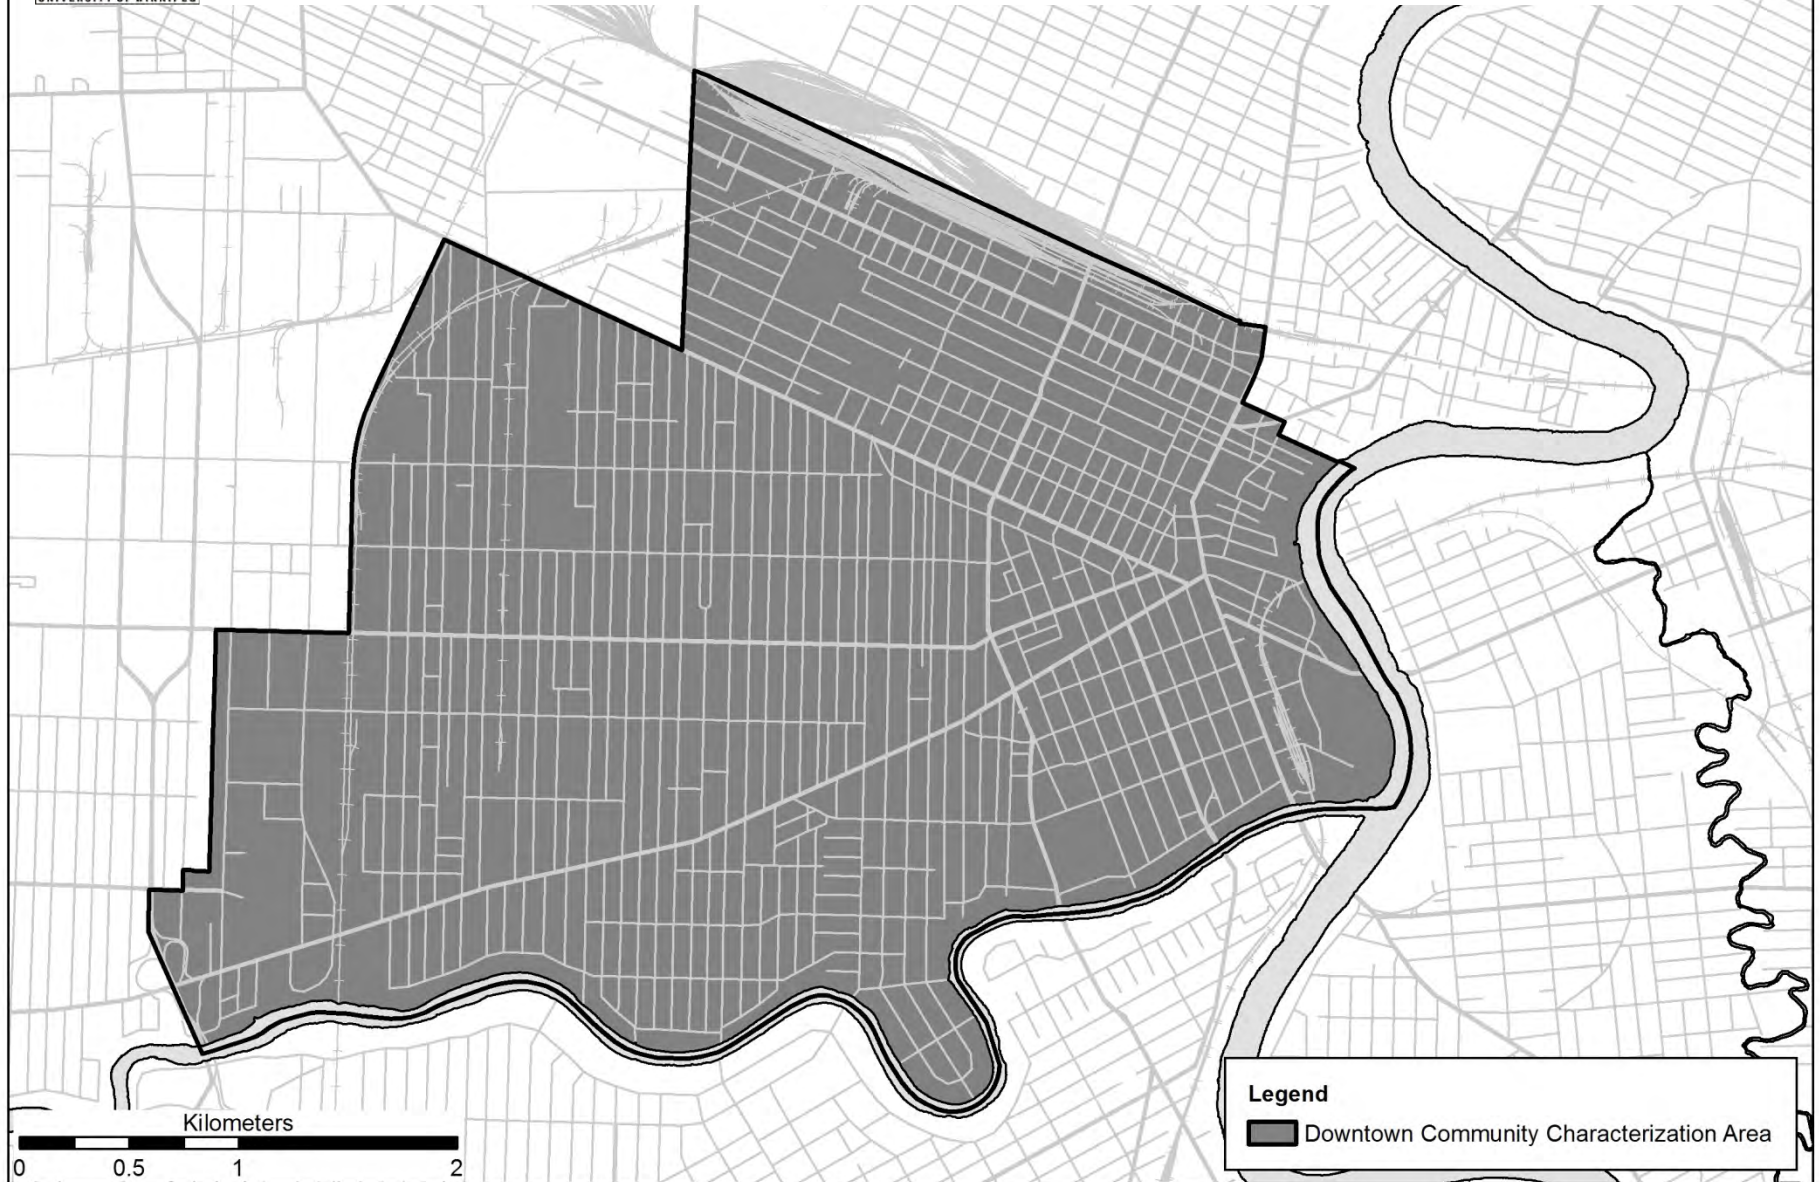 Kilometers
0 0.5 1 2
Legend
Downtown Community Characterization Area